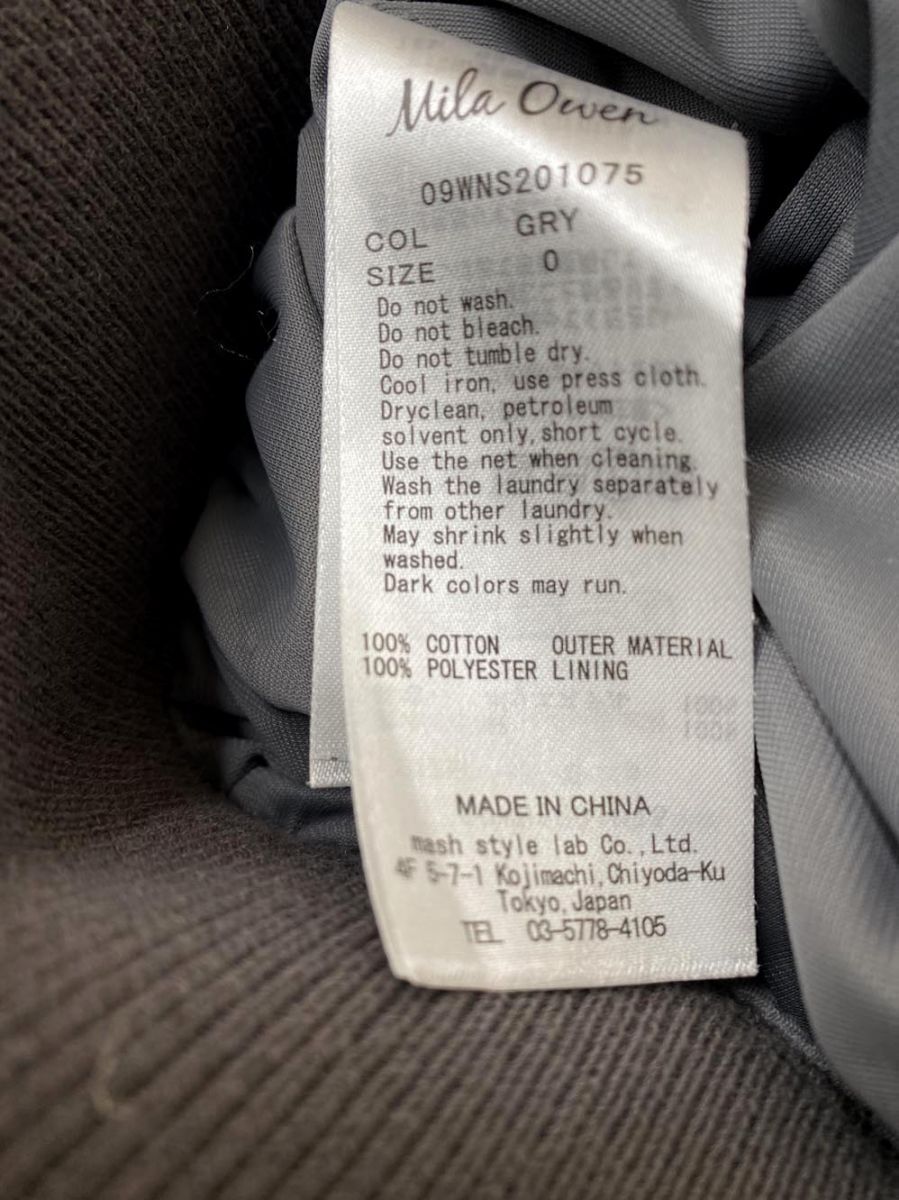 Mila Owen
09WNS201075
COL GRY
SIZE 0
Do not wash.
Do not bleach.
Do not tumble dry.
Cool iron, use press cloth.
Dryclean, petroleum
solvent only, short cycle.
Use the net when cleaning.
Wash the laundry separately
from other laundry.
May shrink slightly when
washed.
Dark colors may run.
100% COTTON OUTER MATERIAL
100% POLYESTER LINING
MADE IN CHINA
mash style lab Co., Ltd.
4F 5-7-1 Kojimachi, Chiyoda-Ku
Tokyo, Japan
TEL 03-5778-4105